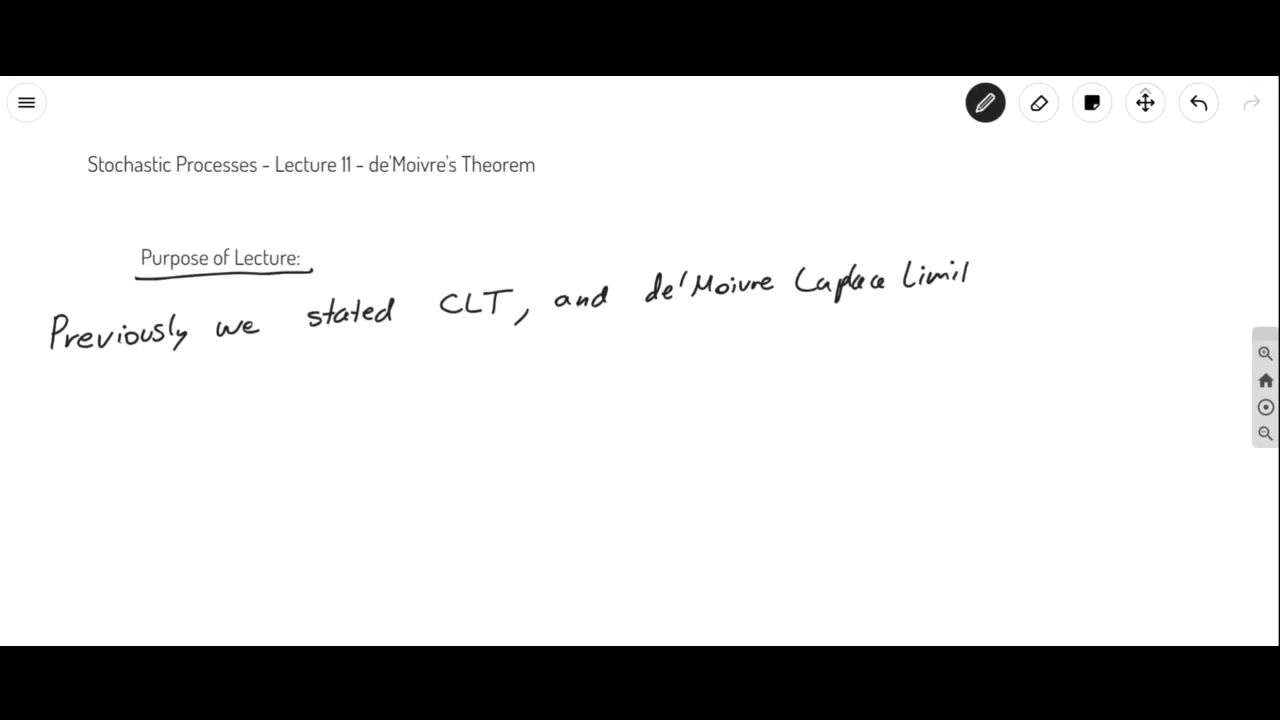 Stochastic Processes - Lecture 11 - de'Moivre's Theorem
Purpose of Lecture:
Previously we stated CLT, and de'Moivre Laplace Limit